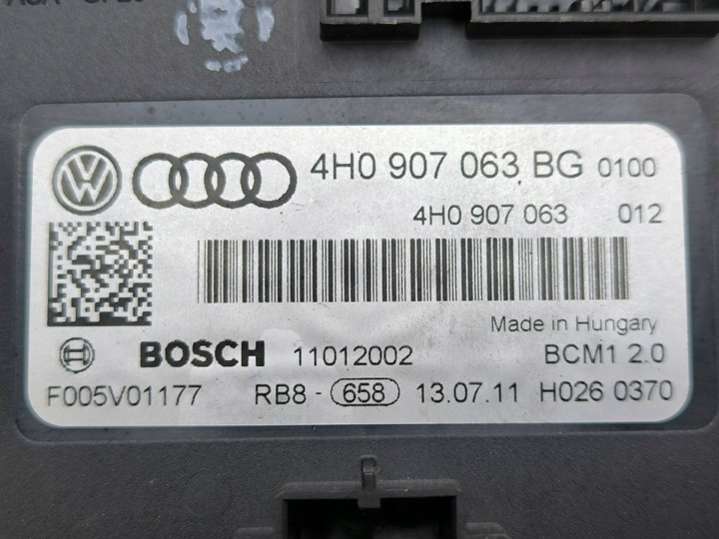 4H0 907 063 BG 0100
4H0 907 063 012
Made in Hungary
BOSCH 11012002 BCM1 2.0
F005V01177 RB8 - 658 13.07.11 H026 0370